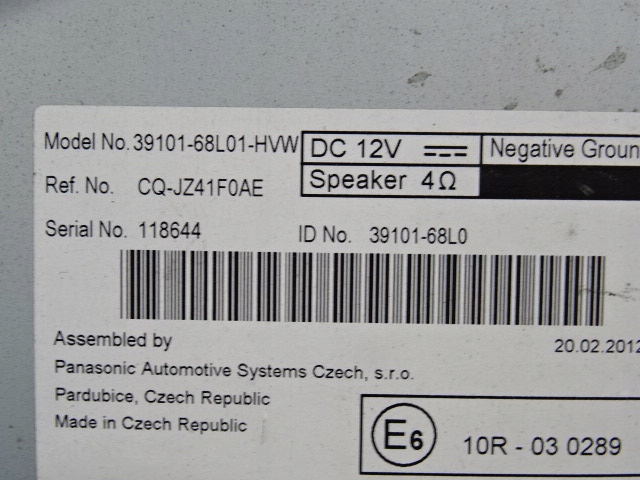 Model No. 39101-68L01-HVW
DC 12V Negative Groun
Ref. No. CQ-JZ41F0AE
Speaker 4Ω
Serial No. 118644 ID No. 39101-68L0
Assembled by
20.02.2012
Panasonic Automotive Systems Czech, s.r.o.
Pardubice, Czech Republic
Made in Czech Republic
E6 10R - 03 0289